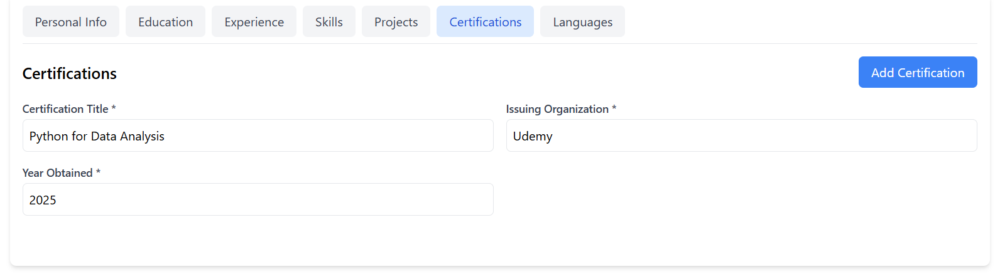 Personal Info Education Experience Skills Projects Certifications Languages
Certifications Add Certification
Certification Title * Issuing Organization *
Python for Data Analysis Udemy
Year Obtained *
2025